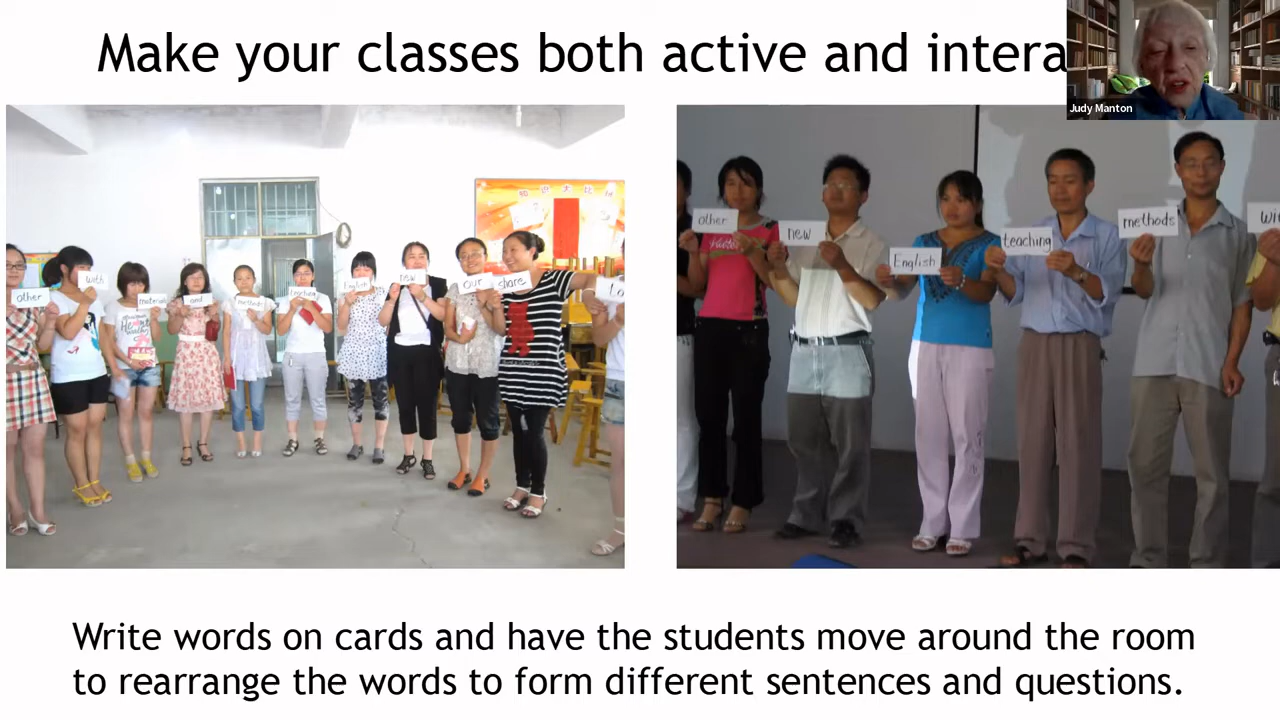 Make your classes both active and intera
Judy Manton
other
with
materials
and
methods
teaching
English
new
our
share
other
new
English
teaching
methods
Write words on cards and have the students move around the room
to rearrange the words to form different sentences and questions.